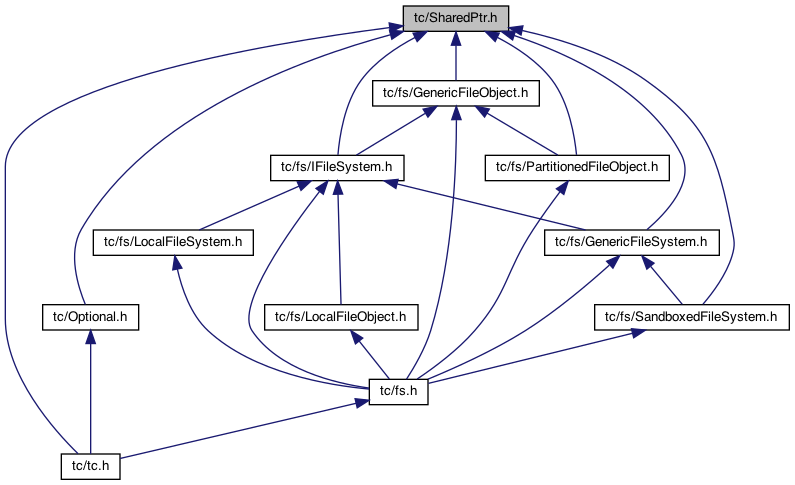 tc/SharedPtr.h
tc/fs/GenericFileObject.h
tc/fs/IFileSystem.h
tc/fs/PartitionedFileObject.h
tc/fs/LocalFileSystem.h
tc/fs/GenericFileSystem.h
tc/Optional.h
tc/fs/LocalFileObject.h
tc/fs/SandboxedFileSystem.h
tc/fs.h
tc/tc.h